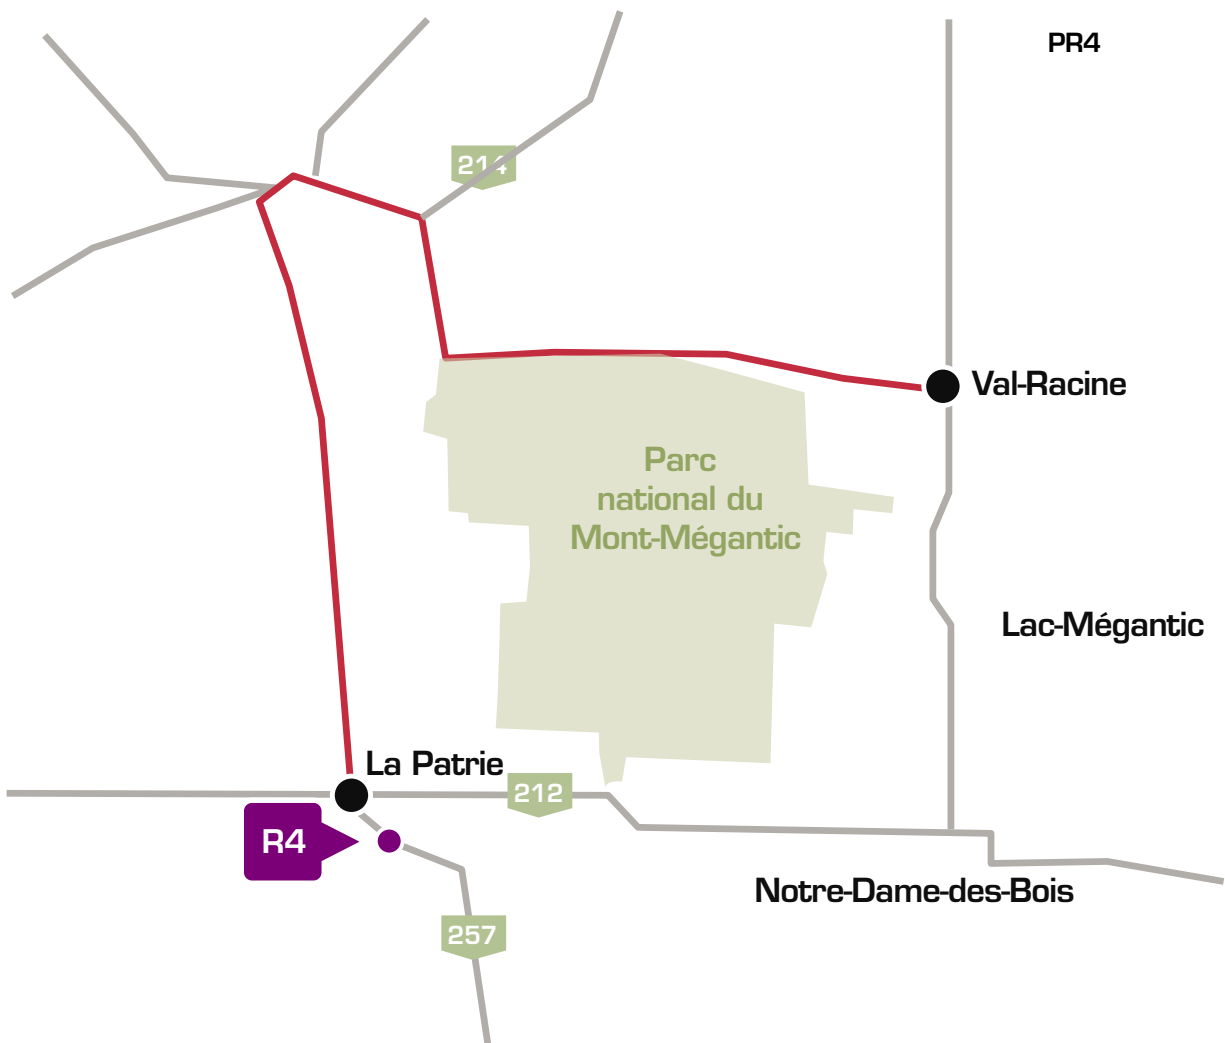 PR4
214
Val-Racine
Parc
national du
Mont-Mégantic
Lac-Mégantic
La Patrie
212
R4
Notre-Dame-des-Bois
257